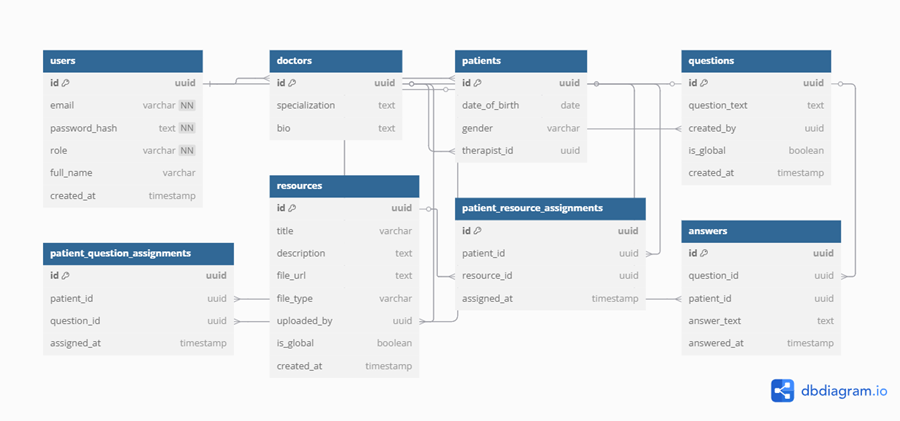 users
id uuid
email varchar NN
password_hash text NN
role varchar NN
full_name varchar
created_at timestamp
doctors
id uuid
specialization text
bio text
patients
id uuid
date_of_birth date
gender varchar
therapist_id uuid
questions
id uuid
question_text text
created_by uuid
is_global boolean
created_at timestamp
resources
id uuid
title varchar
description text
file_url text
file_type varchar
uploaded_by uuid
is_global boolean
created_at timestamp
patient_resource_assignments
id uuid
patient_id uuid
resource_id uuid
assigned_at timestamp
answers
id uuid
question_id uuid
patient_id uuid
answer_text text
answered_at timestamp
patient_question_assignments
id uuid
patient_id uuid
question_id uuid
assigned_at timestamp
dbdiagram.io